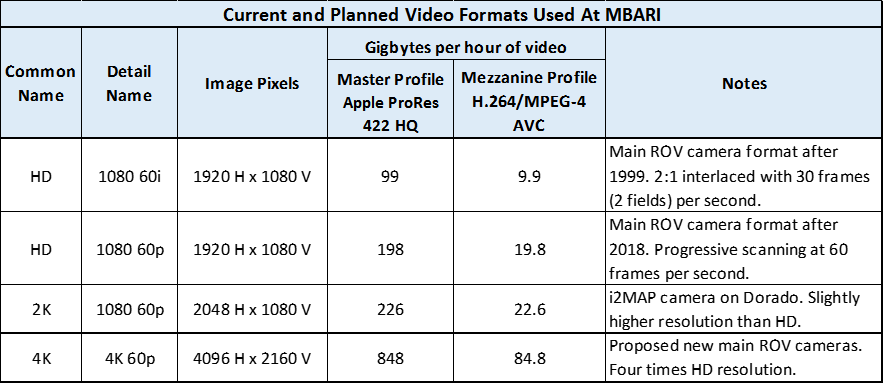 Current and Planned Video Formats Used At MBARI
Common
Name
Detail
Name
Image Pixels
Gigbytes per hour of video
Master Profile
Apple ProRes
422 HQ
Mezzanine Profile
H.264/MPEG-4
AVC
Notes
HD
1080 60i
1920 H x 1080 V
99
9.9
Main ROV camera format after
1999. 2:1 interlaced with 30 frames
(2 fields) per second.
HD
1080 60p
1920 H x 1080 V
198
19.8
Main ROV camera format after
2018. Progressive scanning at 60
frames per second.
2K
1080 60p
2048 H x 1080 V
226
22.6
i2MAP camera on Dorado. Slightly
higher resolution than HD.
4K
4K 60p
4096 H x 2160 V
848
84.8
Proposed new main ROV cameras.
Four times HD resolution.